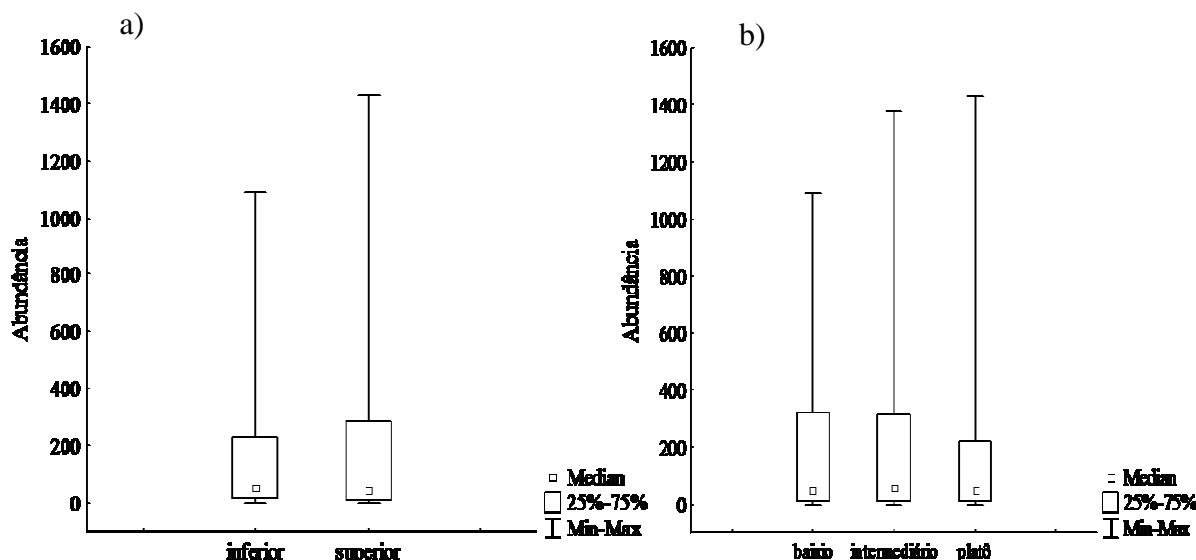 a)
1600
1400
1200
1000
800
600
400
200
0
Abundância
inferior superior
Median
25%-75%
Min-Max
b)
1600
1400
1200
1000
800
600
400
200
0
Abundância
baixio intermediário platô
Median
25%-75%
Min-Max